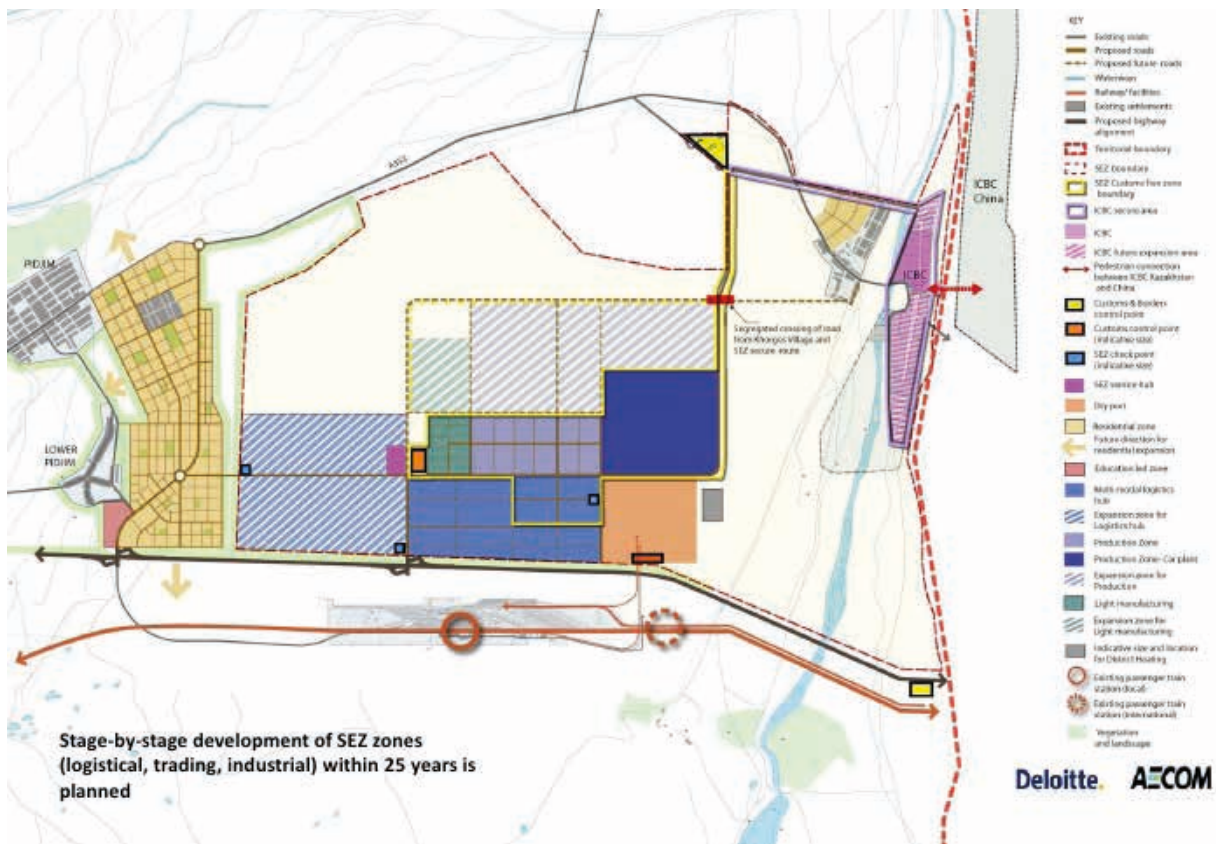 KEY
Existing roads
Proposed roads
Proposed future roads
Waterways
Railway/ facilities
Existing settlements
Proposed highway
alignment
Territorial boundary
SEZ boundary
SEZ Customs free zone
boundary
ICBC secure area
ICBC
ICBC future expansion area
Pedestrian connection
between ICBC Kazakhstan
and China
Customs & Borders
control point
Customs control point
(indicative size)
SEZ check point
(indicative size)
SEZ service hub
Dry port
Residential zone
Future direction for
residential expansion
Education led zone
Multi-modal logistics
hub
Expansion zone for
Logistics hub
Production Zone
Production Zone- Car plant
Expansion zone for
Production
Light manufacturing
Expansion zone for
Light manufacturing
Indicative size and location
for District Heating
Existing passenger train
station (local)
Existing passenger train
station (International)
Vegetation
and landscape
A353
PIDJIM
LOWER
PIDJIM
ICBC
China
ICBC
Segregated crossing of road
from Khorgos Village and
SEZ secure route
Stage-by-stage development of SEZ zones
(logistical, trading, industrial) within 25 years is
planned
Deloitte.
AECOM